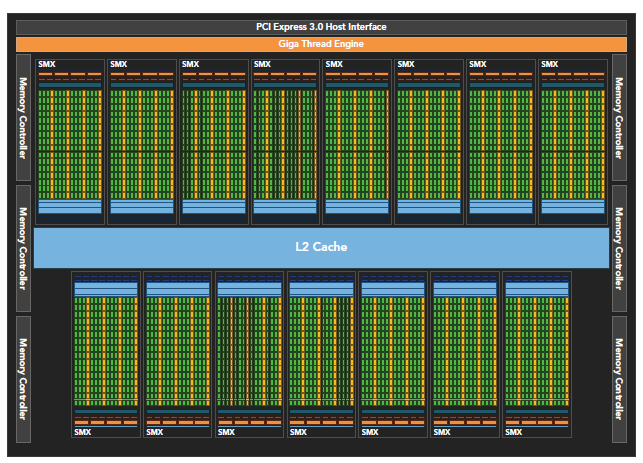 PCI Express 3.0 Host Interface
Giga Thread Engine
Memory Controller
SMX
SMX
SMX
SMX
SMX
SMX
SMX
SMX
Memory Controller
Memory Controller
L2 Cache
Memory Controller
Memory Controller
SMX
SMX
SMX
SMX
SMX
SMX
SMX
Memory Controller